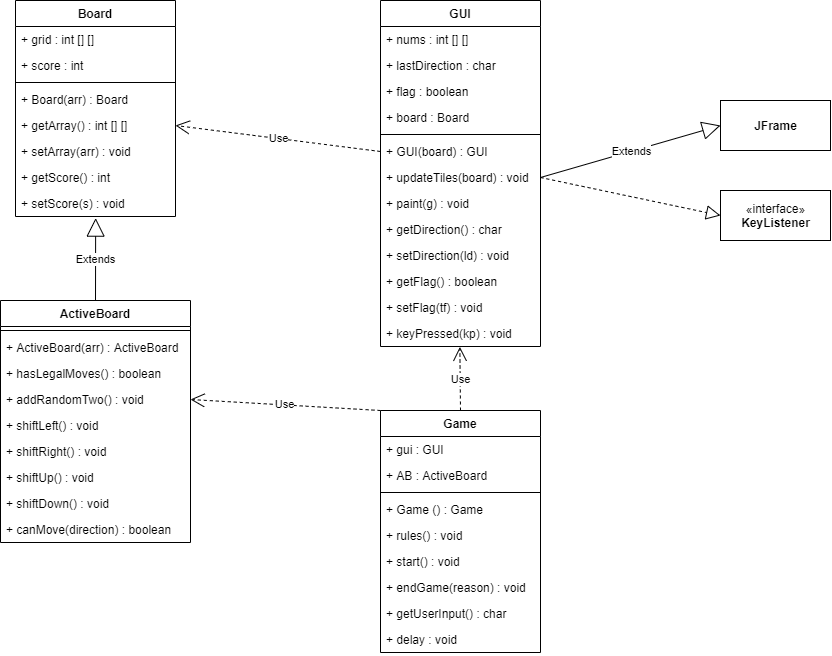 Board
+ grid : int [] []
+ score : int
+ Board(arr) : Board
+ getArray() : int [] []
+ setArray(arr) : void
+ getScore() : int
+ setScore(s) : void
Extends
ActiveBoard
+ ActiveBoard(arr) : ActiveBoard
+ hasLegalMoves() : boolean
+ addRandomTwo() : void
+ shiftLeft() : void
+ shiftRight() : void
+ shiftUp() : void
+ shiftDown() : void
+ canMove(direction) : boolean
Use
GUI
+ nums : int [] []
+ lastDirection : char
+ flag : boolean
+ board : Board
+ GUI(board) : GUI
+ updateTiles(board) : void
+ paint(g) : void
+ getDirection() : char
+ setDirection(ld) : void
+ getFlag() : boolean
+ setFlag(tf) : void
+ keyPressed(kp) : void
Extends
JFrame
«interface»
KeyListener
Use
Use
Game
+ gui : GUI
+ AB : ActiveBoard
+ Game () : Game
+ rules() : void
+ start() : void
+ endGame(reason) : void
+ getUserInput() : char
+ delay : void